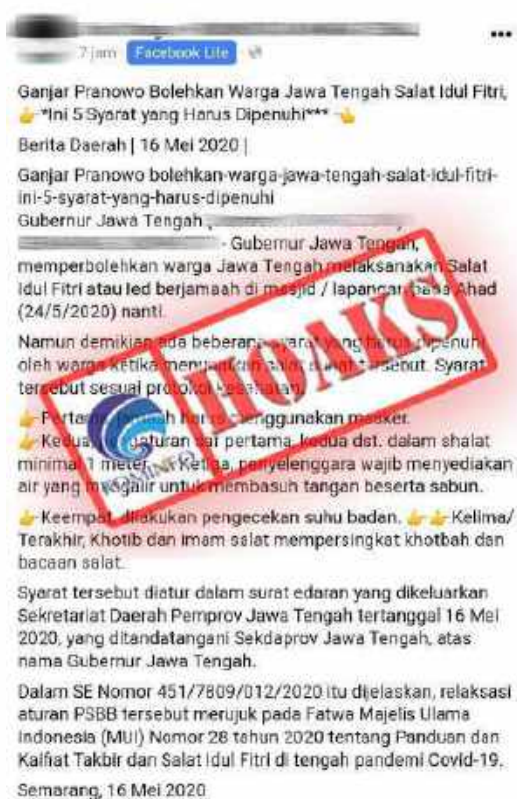 7 jam Facebook Lite
Ganjar Pranowo Bolehkan Warga Jawa Tengah Salat Idul Fitri,
👉*Ini 5 Syarat yang Harus Dipenuhi*** 👈
Berita Daerah | 16 Mei 2020 |
Ganjar Pranowo bolehkan-warga-jawa-tengah-salat-idul-fitri-
ini-5-syarat-yang-harus-dipenuhi
Gubernur Jawa Tengah
- Gubernur Jawa Tengah,
memperbolehkan warga Jawa Tengah melaksanakan Salat
Idul Fitri atau Ied berjamaah di masjid / lapangan pada Ahad
(24/5/2020) nanti.
Namun demikian ada beberapa syarat yang harus dipenuhi
oleh warga ketika menjalankan salat sunat tersebut. Syarat
tersebut sesuai protokol kesehatan.
👉Pertama, jamaah harus menggunakan masker.
👉Kedua, pengaturan saf pertama, kedua dst. dalam shalat
minimal 1 meter. Ketiga, penyelenggara wajib menyediakan
air yang mengalir untuk membasuh tangan beserta sabun.
👉Keempat, dilakukan pengecekan suhu badan. 👉👉Kelima/
Terakhir, Khotib dan imam salat mempersingkat khotbah dan
bacaan salat.
HOAKS
KOMINFO
Syarat tersebut diatur dalam surat edaran yang dikeluarkan
Sekretariat Daerah Pemprov Jawa Tengah tertanggal 16 Mei
2020, yang ditandatangani Sekdaprov Jawa Tengah, atas
nama Gubernur Jawa Tengah.
Dalam SE Nomor 451/7809/012/2020 itu dijelaskan, relaksasi
aturan PSBB tersebut merujuk pada Fatwa Majelis Ulama
Indonesia (MUI) Nomor 28 tahun 2020 tentang Panduan dan
Kaifiat Takbir dan Salat Idul Fitri di tengah pandemi Covid-19.
Semarang, 16 Mei 2020